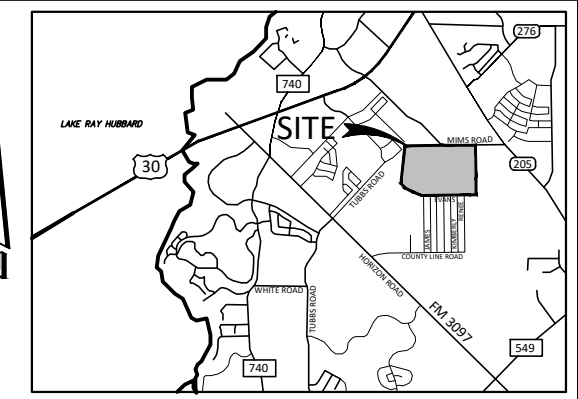 276
740
LAKE RAY HUBBARD
SITE
MIMS ROAD
30
205
TUBBS ROAD
EVANS
JAMES
KIMBERLY
RENEE
COUNTY LINE ROAD
HORIZON ROAD
WHITE ROAD
TUBBS ROAD
FM 3097
549
740